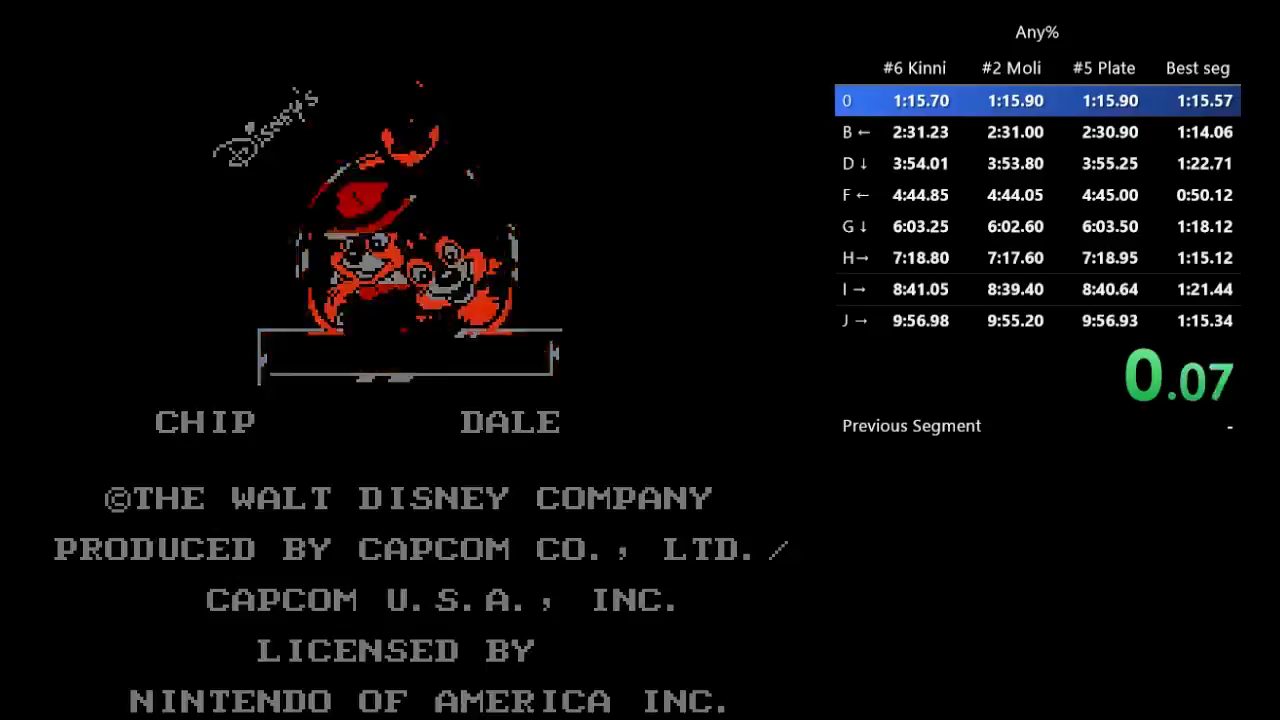 Any%
#6 Kinni #2 Moli #5 Plate Best seg
0 1:15.70 1:15.90 1:15.90 1:15.57
B ← 2:31.23 2:31.00 2:30.90 1:14.06
D ↓ 3:54.01 3:53.80 3:55.25 1:22.71
F ← 4:44.85 4:44.05 4:45.00 0:50.12
G ↓ 6:03.25 6:02.60 6:03.50 1:18.12
H→ 7:18.80 7:17.60 7:18.95 1:15.12
I → 8:41.05 8:39.40 8:40.64 1:21.44
J → 9:56.98 9:55.20 9:56.93 1:15.34
0.07
Previous Segment -
Disney's
CHIP DALE
©THE WALT DISNEY COMPANY
PRODUCED BY CAPCOM CO., LTD./
CAPCOM U.S.A., INC.
LICENSED BY
NINTENDO OF AMERICA INC.